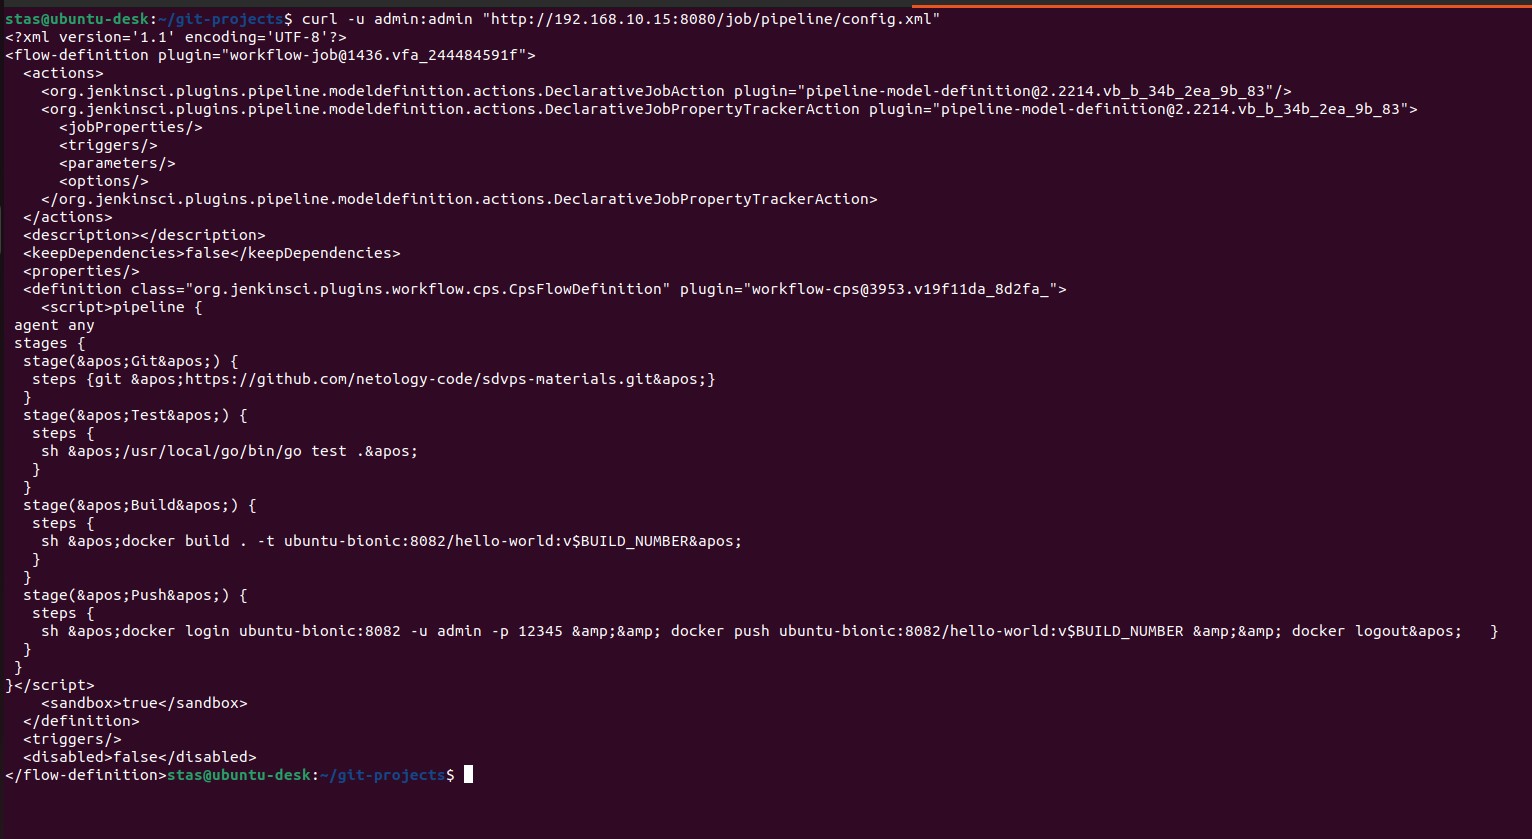 stas@ubuntu-desk:~/git-projects$ curl -u admin:admin "http://192.168.10.15:8080/job/pipeline/config.xml"
<?xml version='1.1' encoding='UTF-8'?>
<flow-definition plugin="workflow-job@1436.vfa_244484591f">
  <actions>
    <org.jenkinsci.plugins.pipeline.modeldefinition.actions.DeclarativeJobAction plugin="pipeline-model-definition@2.2214.vb_b_34b_2ea_9b_83"/>
    <org.jenkinsci.plugins.pipeline.modeldefinition.actions.DeclarativeJobPropertyTrackerAction plugin="pipeline-model-definition@2.2214.vb_b_34b_2ea_9b_83">
      <jobProperties/>
      <triggers/>
      <parameters/>
      <options/>
    </org.jenkinsci.plugins.pipeline.modeldefinition.actions.DeclarativeJobPropertyTrackerAction>
  </actions>
  <description></description>
  <keepDependencies>false</keepDependencies>
  <properties/>
  <definition class="org.jenkinsci.plugins.workflow.cps.CpsFlowDefinition" plugin="workflow-cps@3953.v19f11da_8d2fa_">
    <script>pipeline {
 agent any
 stages {
  stage(&apos;Git&apos;) {
   steps {git &apos;https://github.com/netology-code/sdvps-materials.git&apos;}
  }
  stage(&apos;Test&apos;) {
   steps {
    sh &apos;/usr/local/go/bin/go test .&apos;
   }
  }
  stage(&apos;Build&apos;) {
   steps {
    sh &apos;docker build . -t ubuntu-bionic:8082/hello-world:v$BUILD_NUMBER&apos;
   }
  }
  stage(&apos;Push&apos;) {
   steps {
    sh &apos;docker login ubuntu-bionic:8082 -u admin -p 12345 &amp;&amp; docker push ubuntu-bionic:8082/hello-world:v$BUILD_NUMBER &amp;&amp; docker logout&apos;   }
  }
 }
}</script>
    <sandbox>true</sandbox>
  </definition>
  <triggers/>
  <disabled>false</disabled>
</flow-definition>stas@ubuntu-desk:~/git-projects$